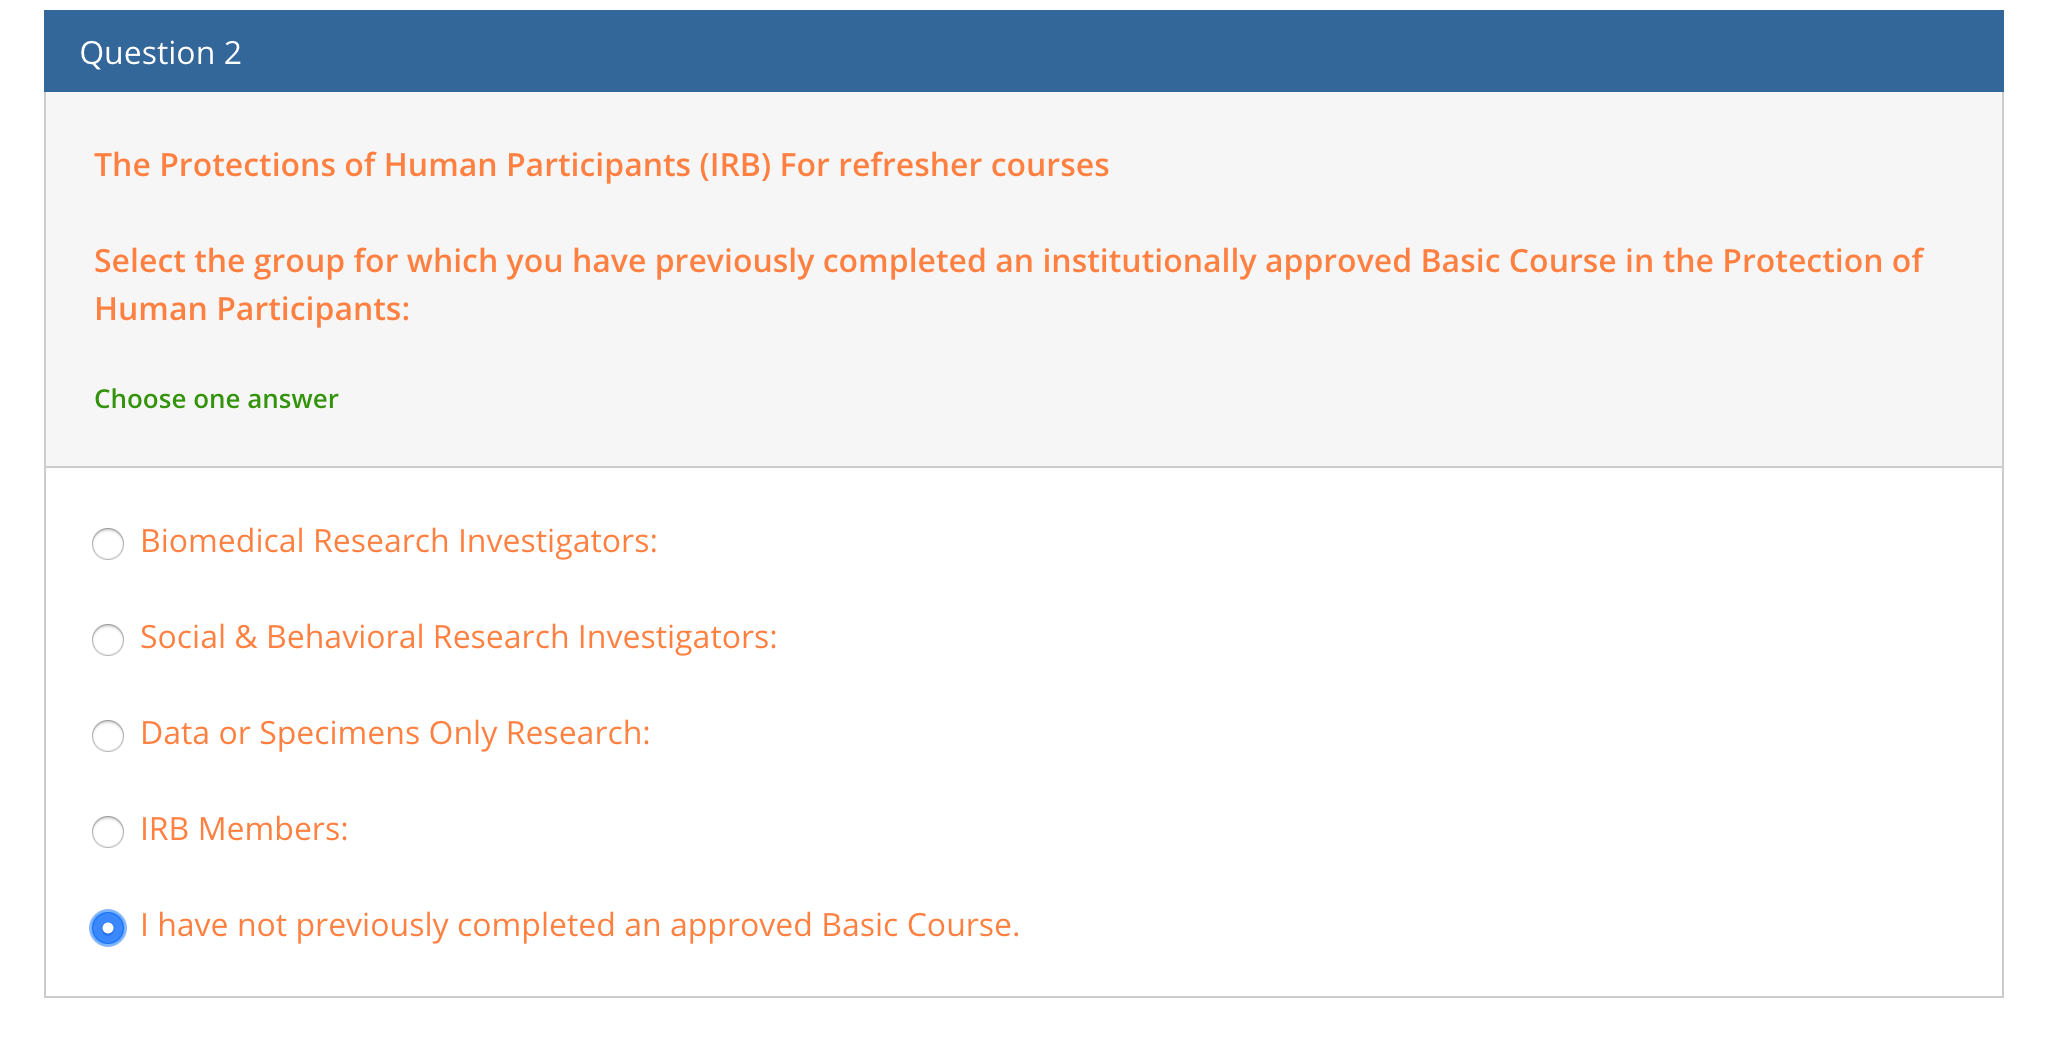 Question 2
The Protections of Human Participants (IRB) For refresher courses
Select the group for which you have previously completed an institutionally approved Basic Course in the Protection of
Human Participants:
Choose one answer
Biomedical Research Investigators:
Social & Behavioral Research Investigators:
Data or Specimens Only Research:
IRB Members:
I have not previously completed an approved Basic Course.